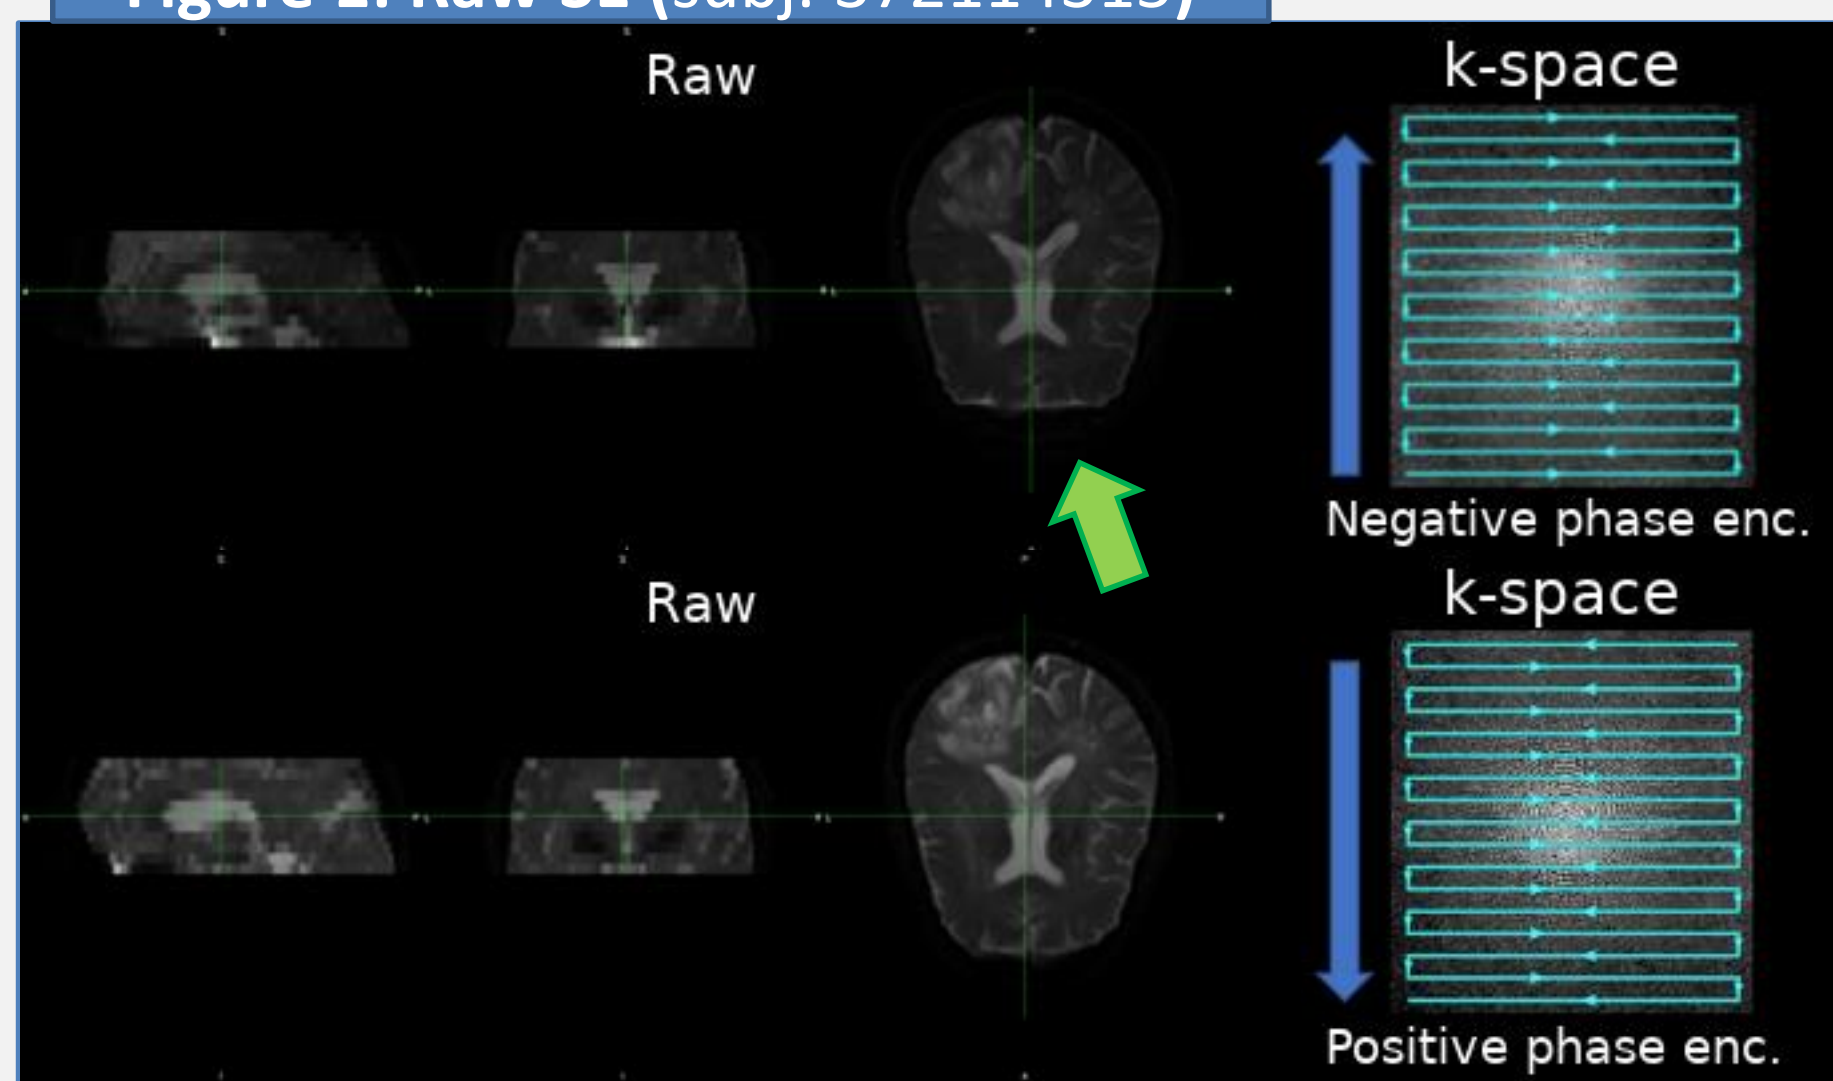 Raw
k-space
Negative phase enc.
Raw
k-space
Positive phase enc.